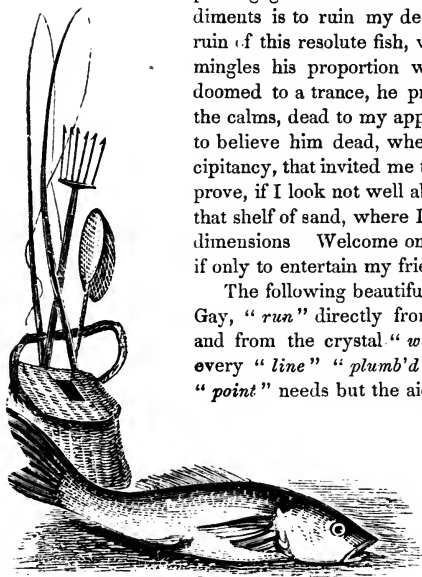 diments is to ruin my de
ruin of this resolute fish, v
mingles his proportion w
doomed to a trance, he pr
the calms, dead to my app
to believe him dead, whe
cipitancy, that invited me t
prove, if I look not well al
that shelf of sand, where I
dimensions Welcome on
if only to entertain my frie
The following beautifu
Gay, “ run ” directly from
and from the crystal “ w
every “ line ” “ plumb'd
“ point ” needs but the aid